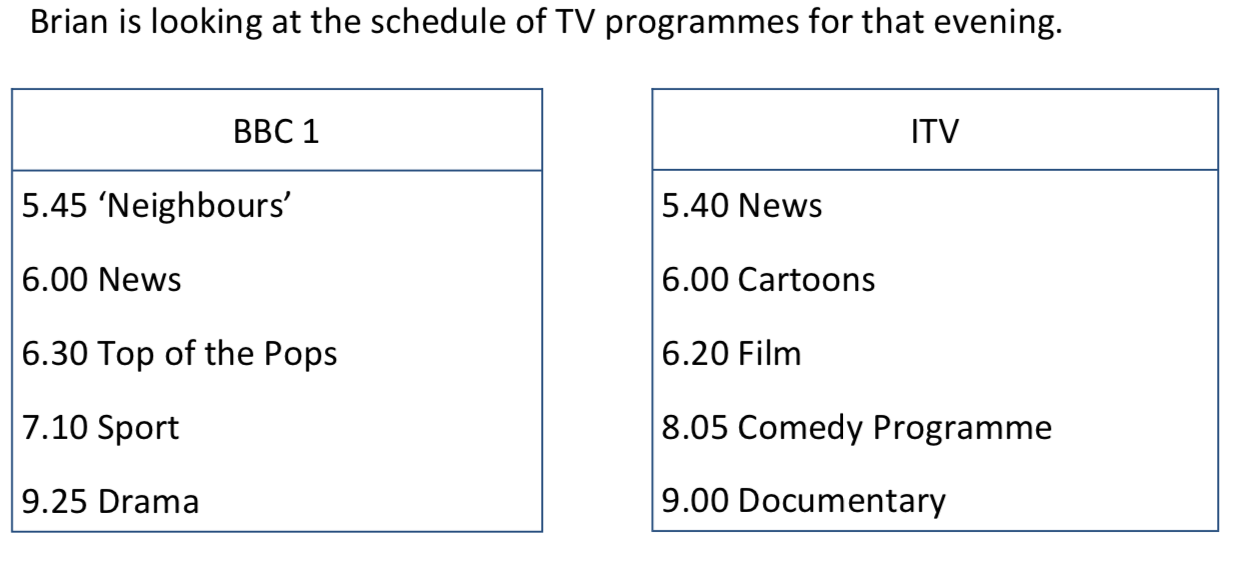 Brian is looking at the schedule of TV programmes for that evening.
BBC 1
5.45 ‘Neighbours’
6.00 News
6.30 Top of the Pops
7.10 Sport
9.25 Drama
ITV
5.40 News
6.00 Cartoons
6.20 Film
8.05 Comedy Programme
9.00 Documentary